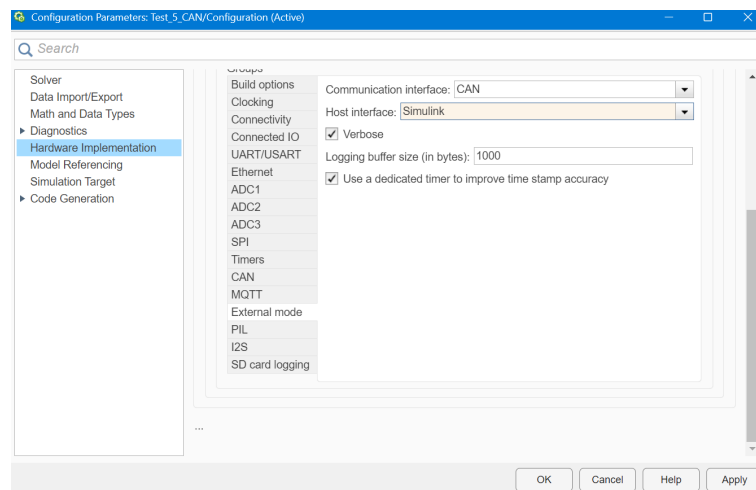 Configuration Parameters: Test_5_CAN/Configuration (Active)
Search
Solver
Data Import/Export
Math and Data Types
Diagnostics
Hardware Implementation
Model Referencing
Simulation Target
Code Generation
Groups
Build options
Clocking
Connectivity
Connected IO
UART/USART
Ethernet
ADC1
ADC2
ADC3
SPI
Timers
CAN
MQTT
External mode
PIL
I2S
SD card logging
Communication interface: CAN
Host interface: Simulink
Verbose
Logging buffer size (in bytes): 1000
Use a dedicated timer to improve time stamp accuracy
...
OK Cancel Help Apply